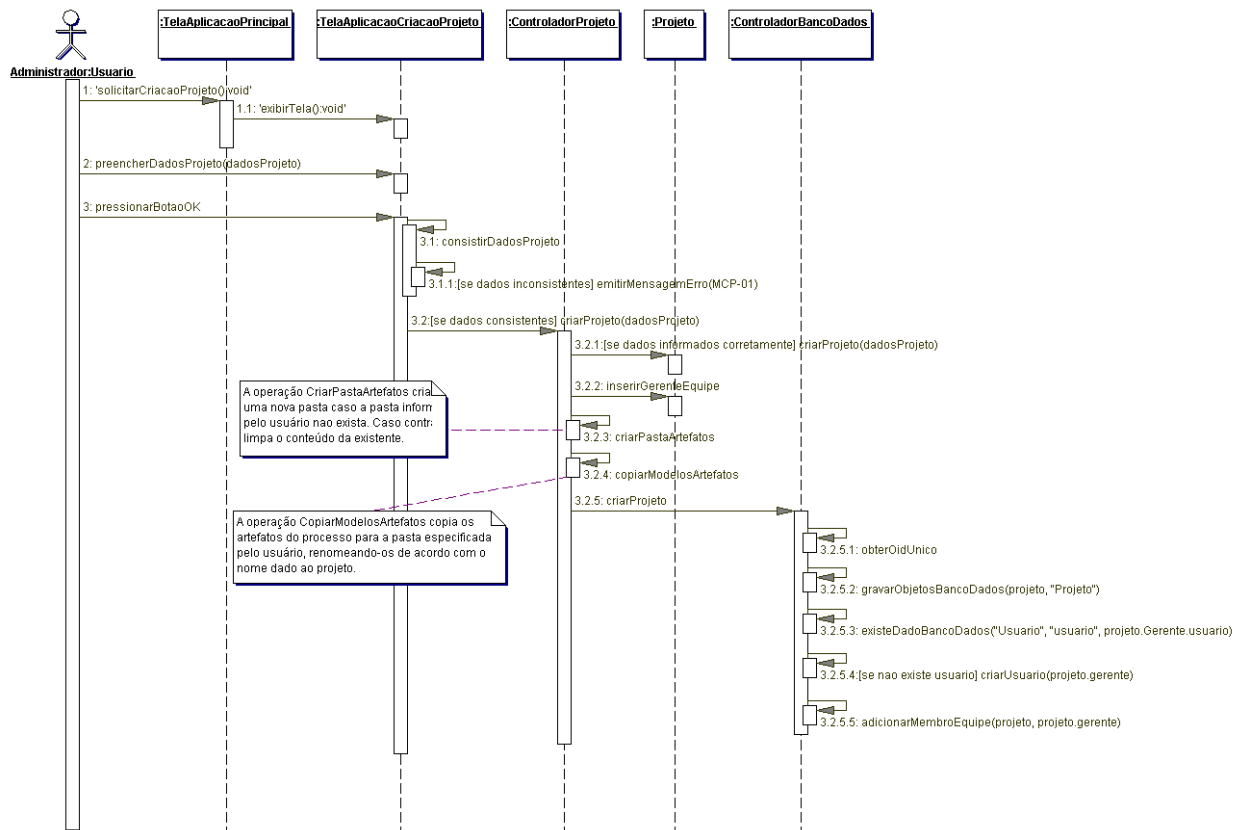 :TelaAplicacaoPrincipal
:TelaAplicacaoCriacaoProjeto
:ControladorProjeto
:Projeto
:ControladorBancoDados
Administrador:Usuario
1: 'solicitarCriacaoProjeto():void'
1.1: 'exibirTela():void'
2: preencherDadosProjeto(dadosProjeto)
3: pressionarBotaoOK
3.1: consistirDadosProjeto
3.1.1:[se dados inconsistentes] emitirMensagemErro(MCP-01)
3.2:[se dados consistentes] criarProjeto(dadosProjeto)
3.2.1:[se dados informados corretamente] criarProjeto(dadosProjeto)
3.2.2: inserirGerenteEquipe
A operação CriarPastaArtefatos cria
uma nova pasta caso a pasta inform
pelo usuário nao exista. Caso contr
limpa o conteúdo da existente.
3.2.3: criarPastaArtefatos
3.2.4: copiarModelosArtefatos
3.2.5: criarProjeto
A operação CopiarModelosArtefatos copia os
artefatos do processo para a pasta especificada
pelo usuário, renomeando-os de acordo com o
nome dado ao projeto.
3.2.5.1: obterOidUnico
3.2.5.2: gravarObjetosBancoDados(projeto, "Projeto")
3.2.5.3: existeDadoBancoDados("Usuario", "usuario", projeto.Gerente.usuario)
3.2.5.4:[se nao existe usuario] criarUsuario(projeto.gerente)
3.2.5.5: adicionarMembroEquipe(projeto, projeto.gerente)